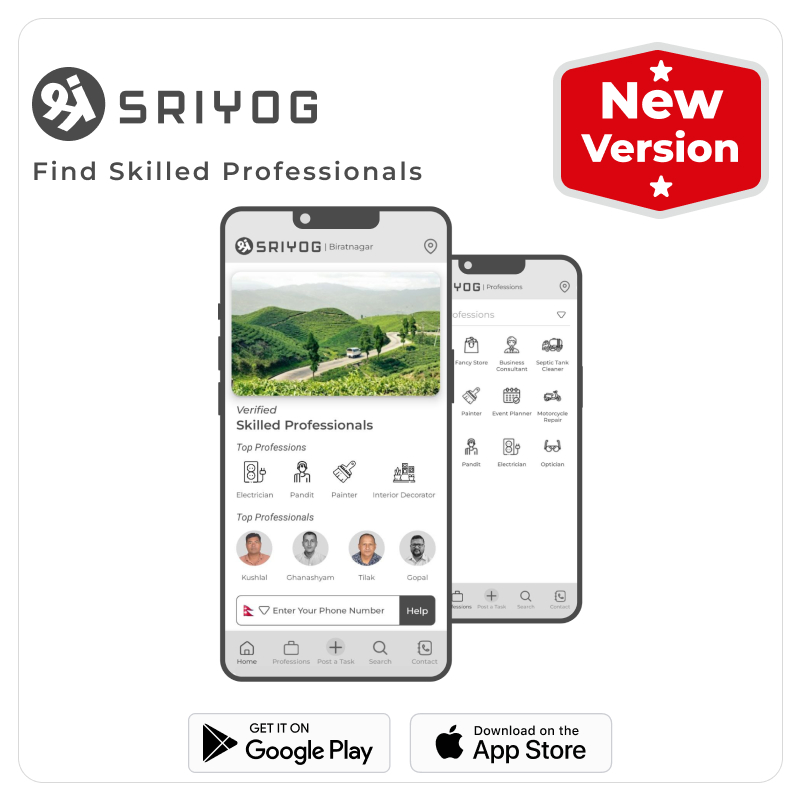 SRIYOG
Find Skilled Professionals
New
Version
SRIYOG | Biratnagar
Verified
Skilled Professionals
Top Professions
Electrician Pandit Painter Interior Decorator
Top Professionals
Kushlal Ghanashyam Tilak Gopal
Enter Your Phone Number Help
Home Professions Post a Task Search Contact
YOG | Professions
ofessions
Fancy Store Business Consultant Septic Tank Cleaner
Painter Event Planner Motorcycle Repair
Pandit Electrician Optician
fessions Post a Task Search Contact
GET IT ON
Google Play
Download on the
App Store